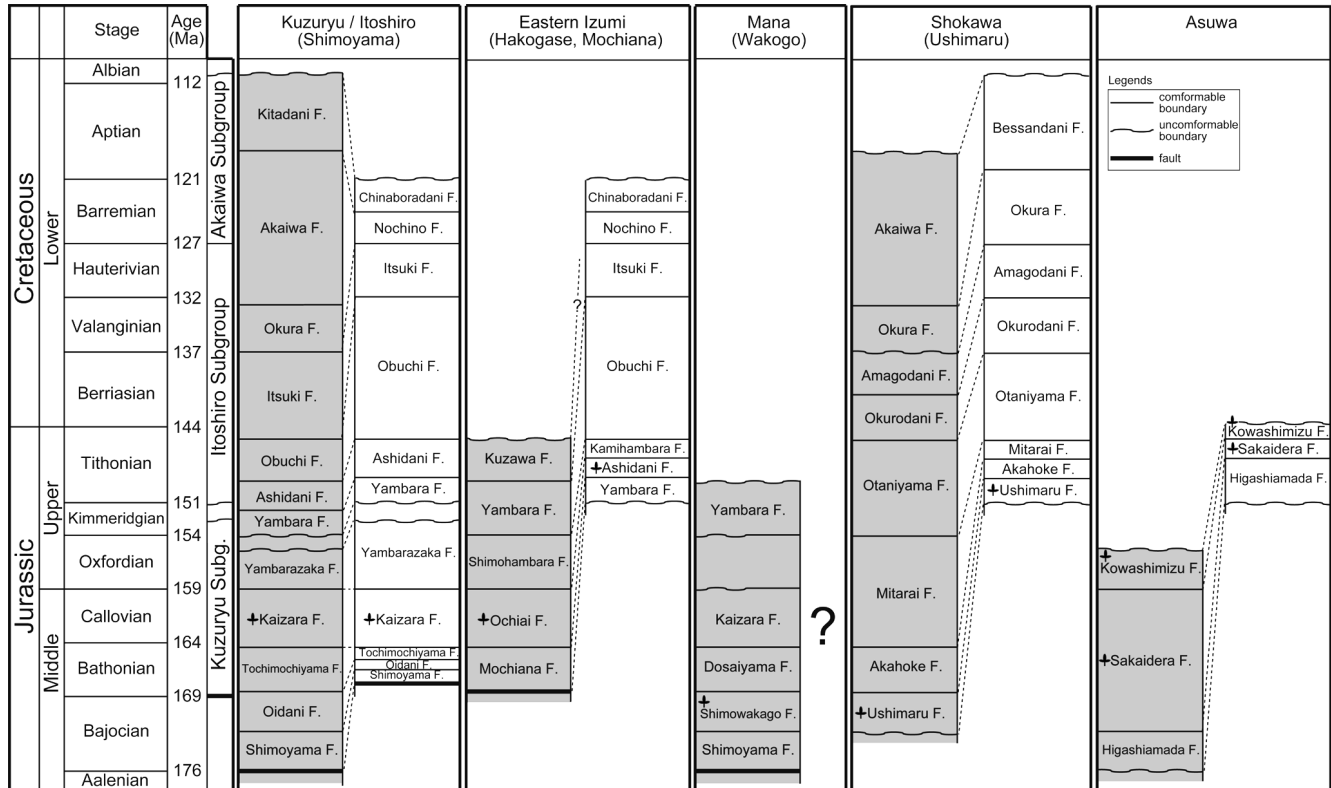 Stage
Age
(Ma)
Kuzuryu / Itoshiro
(Shimoyama)
Eastern Izumi
(Hakogase, Mochiana)
Mana
(Wakogo)
Shokawa
(Ushimaru)
Asuwa
Cretaceous
Lower
Jurassic
Upper
Middle
Albian
Aptian
Barremian
Hauterivian
Valanginian
Berriasian
Tithonian
Kimmeridgian
Oxfordian
Callovian
Bathonian
Bajocian
Aalenian
112
121
127
132
137
144
151
154
159
164
169
176
Akaiwa Subgroup
Itoshiro Subgroup
Kuzuryu Subg.
Kitadani F.
Akaiwa F.
Okura F.
Itsuki F.
Obuchi F.
Ashidani F.
Yambara F.
Yambarazaka F.
Kaizara F.
Tochimochiyama F.
Oidani F.
Shimoyama F.
Chinaboradani F.
Nochino F.
Itsuki F.
Obuchi F.
Ashidani F.
Yambara F.
Yambarazaka F.
Kaizara F.
Tochimochiyama F.
Oidani F.
Shimoyama F.
Kuzawa F.
Yambara F.
Shimohambara F.
Ochiai F.
Mochiana F.
?
Chinaboradani F.
Nochino F.
Itsuki F.
Obuchi F.
Kamihambara F.
Ashidani F.
Yambara F.
Yambara F.
Kaizara F.
Dosaiyama F.
Shimowakago F.
Shimoyama F.
?
Akaiwa F.
Okura F.
Amagodani F.
Okurodani F.
Otaniyama F.
Mitarai F.
Akahoke F.
Ushimaru F.
Bessandani F.
Okura F.
Amagodani F.
Okurodani F.
Otaniyama F.
Mitarai F.
Akahoke F.
Ushimaru F.
Legends
comformable
boundary
uncomformable
boundary
fault
Kowashimizu F.
Sakaidera F.
Higashiamada F.
Kowashimizu F.
Sakaidera F.
Higashiamada F.